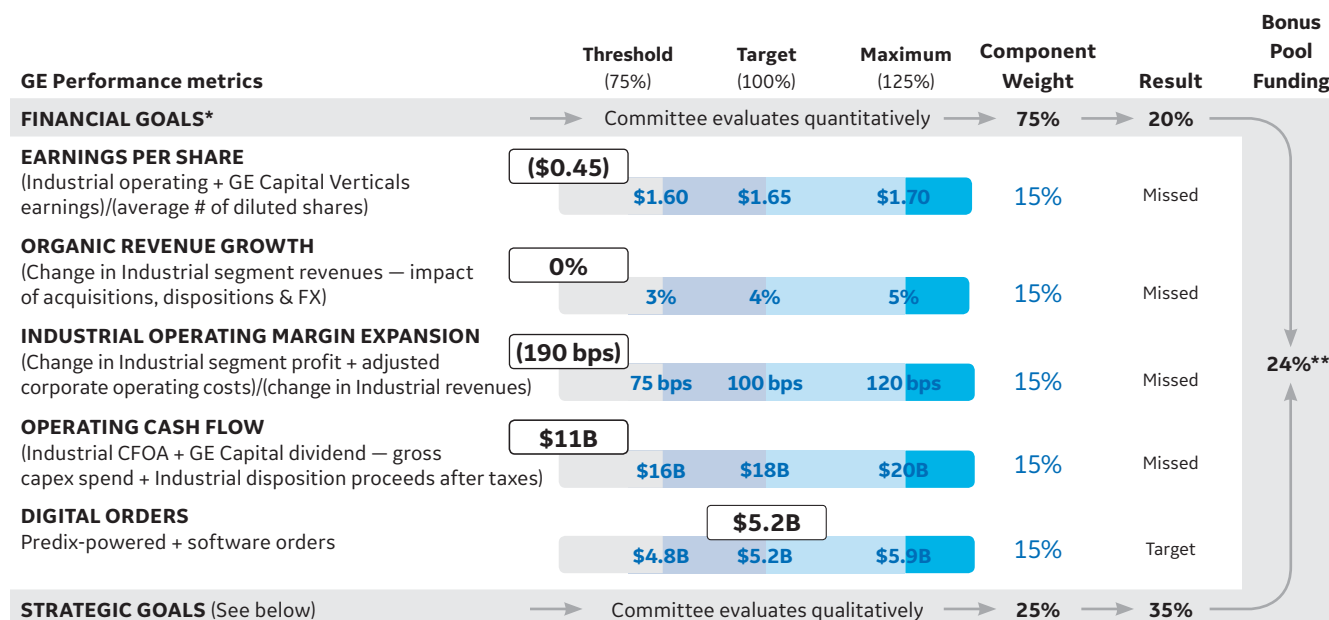 GE Performance metrics
Threshold
(75%)
Target
(100%)
Maximum
(125%)
Component
Weight
Result
Bonus
Pool
Funding
FINANCIAL GOALS* Committee evaluates quantitatively 75% 20%
EARNINGS PER SHARE
(Industrial operating + GE Capital Verticals
earnings)/(average # of diluted shares)
($0.45)
$1.60 $1.65 $1.70 15% Missed
ORGANIC REVENUE GROWTH
(Change in Industrial segment revenues — impact
of acquisitions, dispositions & FX)
0%
3% 4% 5% 15% Missed
INDUSTRIAL OPERATING MARGIN EXPANSION
(Change in Industrial segment profit + adjusted
corporate operating costs)/(change in Industrial revenues)
(190 bps)
75 bps 100 bps 120 bps 15% Missed
24%**
OPERATING CASH FLOW
(Industrial CFOA + GE Capital dividend — gross
capex spend + Industrial disposition proceeds after taxes)
$11B
$16B $18B $20B 15% Missed
DIGITAL ORDERS
Predix-powered + software orders
$5.2B
$4.8B $5.2B $5.9B 15% Target
STRATEGIC GOALS (See below) Committee evaluates qualitatively 25% 35%